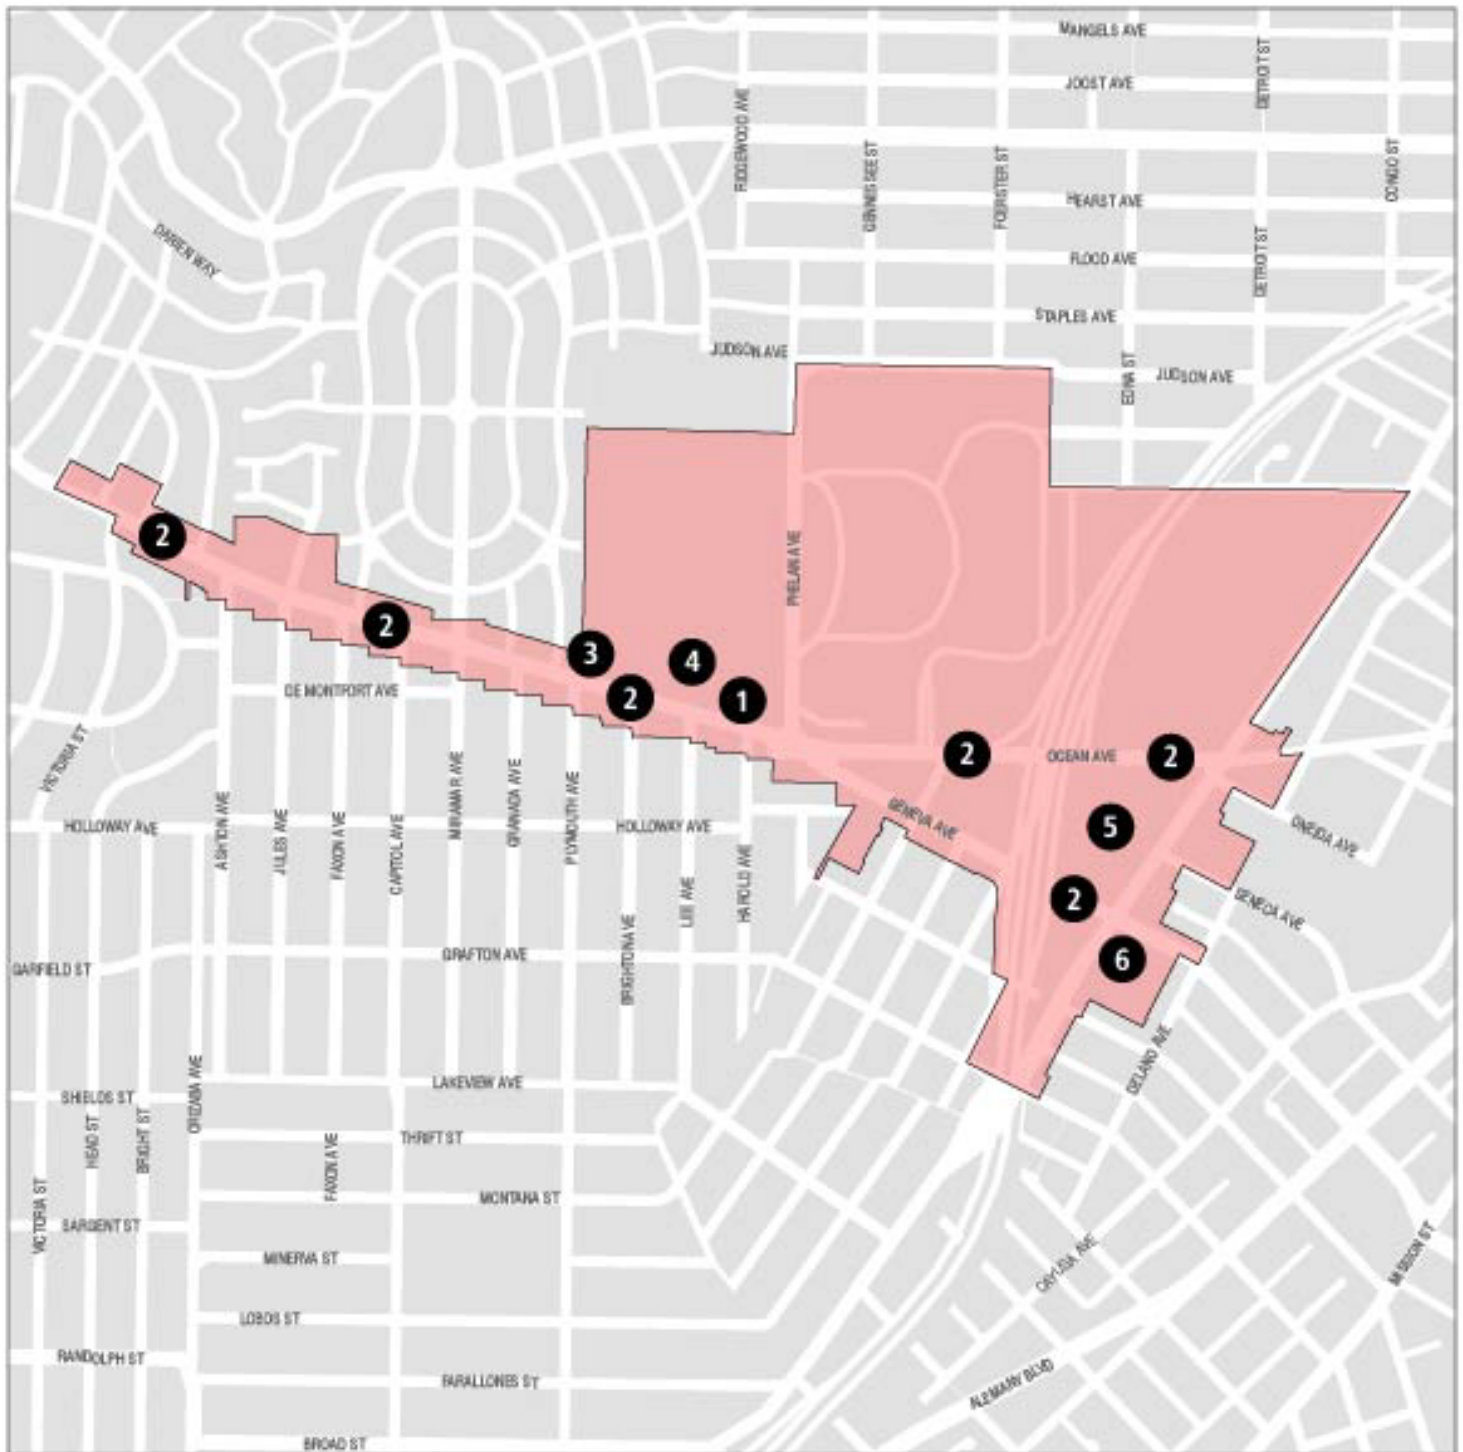 MANGELS AVE
DETROIT ST
JOOST AVE
RIDGEWOOD AVE
GENNESSEE ST
FOERSTER ST
CONGO ST
HEARST AVE
DARIEN WAY
FLOOD AVE
DETROIT ST
STAPLES AVE
JUDSON AVE
EDNA ST
JUDSON AVE
2
PHELAN AVE
2
3
4
DE MONTFORT AVE
2
1
VICTORIA ST
2
OCEAN AVE
2
MIRAMAR AVE
GRANADA AVE
PLYMOUTH AVE
HOLLOWAY AVE
ASHTON AVE
JULES AVE
FAXON AVE
CAPITOL AVE
HOLLOWAY AVE
GENEVA AVE
5
ONEIDA AVE
LEE AVE
HAROLD AVE
2
SENECA AVE
GARFIELD ST
GRAFTON AVE
BRIGHTON AVE
6
ORIZABA AVE
LAKEVIEW AVE
DELANO AVE
SHIELDS ST
HEAD ST
BRIGHT ST
THRIFT ST
FAXON AVE
VICTORIA ST
MONTANA ST
SARGENT ST
MINERVA ST
CAYUGA AVE
MISSION ST
LOBOS ST
RANDOLPH ST
FARALLONES ST
ALEMANY BLVD
BROAD ST